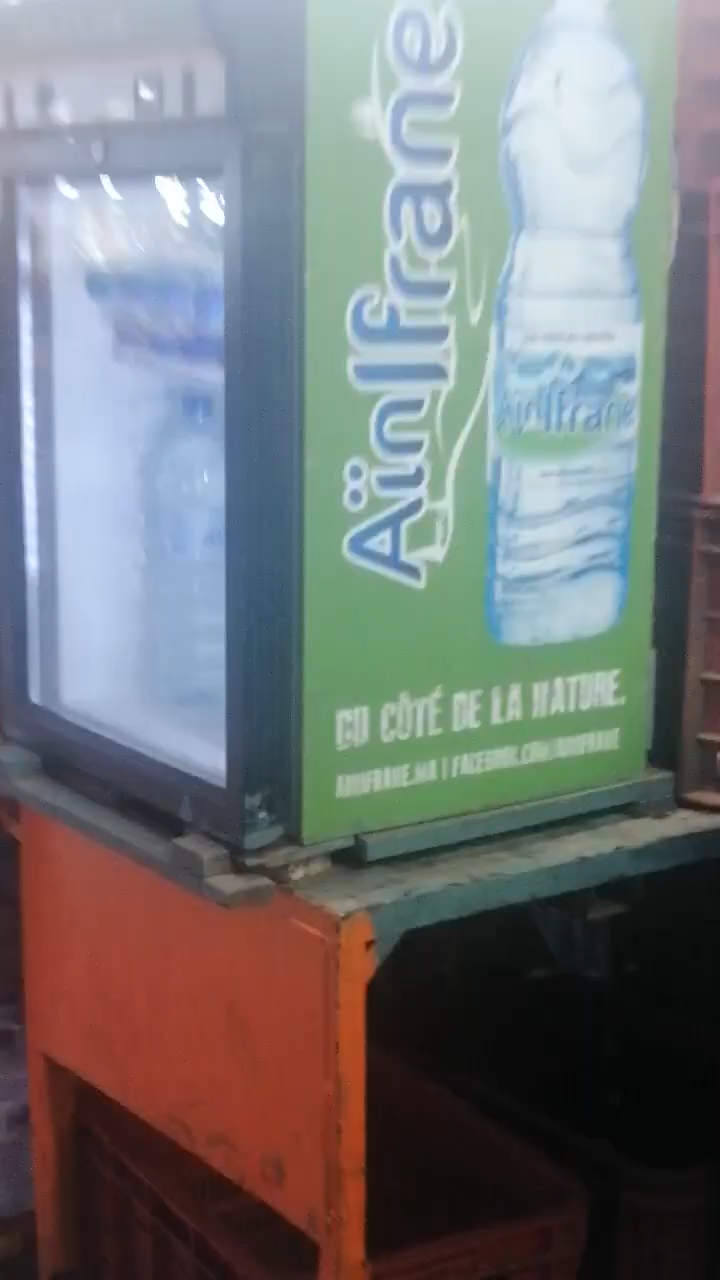 AïnIfrane
AïnIfrane
DU CÔTÉ DE LA NATURE.
AINIFRANE.MA | FACEBOOK.COM/AINIFRANE